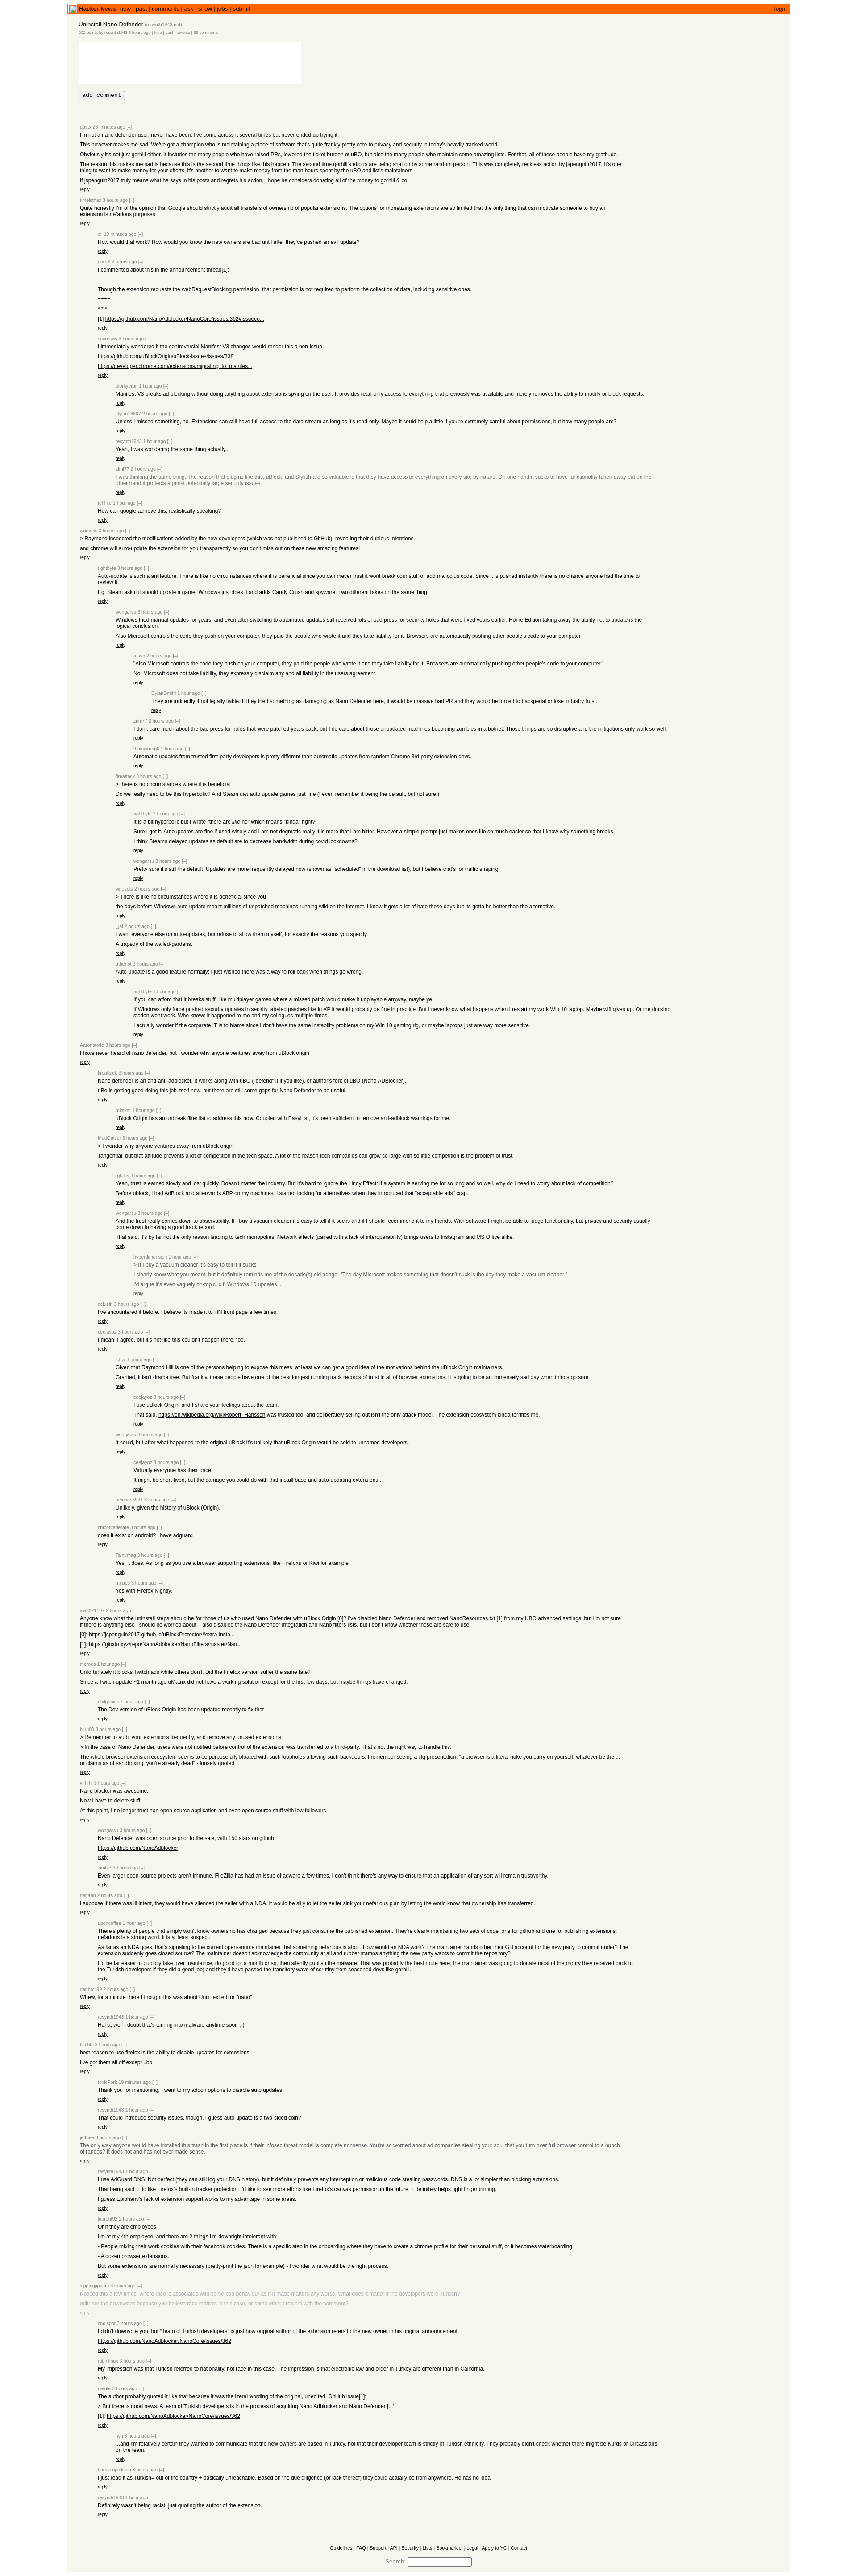 Hacker News new | past | comments | ask | show | jobs | submit
login
Uninstall Nano Defender (resynth1943.net)
reply
I'm not a nano defender user, never have been. I've come across it several times but never ended up trying it.
This however makes me sad. We've got a champion who is maintaining a piece of software that's quite frankly pretty core to privacy and security in today's heavily tracked world.
Obviously it's not just gorhill either. It includes the many people who have raised PRs, lowered the ticket burden of uBO, but also the many people who maintain some amazing lists. For that, all of these people have my gratitude.
The reason this makes me sad is because this is the second time things like this happen. The second time gorhill's efforts are being shat on by some random person. This was completely reckless action by jspenguin2017. It's one
thing to want to make money for your efforts, it's another to want to make money from the man hours spent by the uBO and list's maintainers.
If jspenguin2017 truly means what he says in his posts and regrets his action, I hope he considers donating all of the money to gorhill & co.
reply
Quite honestly I'm of the opinion that Google should strictly audit all transfers of ownership of popular extensions. The options for monetizing extensions are so limited that the only thing that can motivate someone to buy an
extension is nefarious purposes.
reply
How would that work? How would you know the new owners are bad until after they've pushed an evil update?
reply
gorhill 2 hours ago [–]
I commented about this in the announcement thread[1]:
====
Though the extension requests the webRequestBlocking permission, that permission is not required to perform the collection of data, including sensitive ones.
====
* * *
[1] https://github.com/NanoAdblocker/NanoCore/issues/362#issueco...
reply
I immediately wondered if the controversial Manifest V3 changes would render this a non-issue.
https://github.com/uBlockOrigin/uBlock-issues/issues/338
https://developer.chrome.com/extensions/migrating_to_manifes...
reply
Manifest V3 breaks ad blocking without doing anything about extensions spying on the user. It provides read-only access to everything that previously was available and merely removes the ability to modify or block requests.
reply
Unless I missed something, no. Extensions can still have full access to the data stream as long as it's read-only. Maybe it could help a little if you're extremely careful about permissions, but how many people are?
reply
resynth1943 1 hour ago [–]
Yeah, I was wondering the same thing actually...
reply
zml77 2 hours ago [–]
I was thinking the same thing. The reason that plugins like this, uBlock, and Stylish are so valuable is that they have access to everything on every site by nature. On one hand it sucks to have functionality taken away but on the
other hand it protects against potentially large security issues.
reply
How can google achieve this, realistically speaking?
reply
> Raymond inspected the modifications added by the new developers (which was not published to GitHub), revealing their dubious intentions.
and chrome will auto-update the extension for you transparently so you don't miss out on these new amazing features!
reply
rightbyte 3 hours ago [–]
Auto-update is such a antifeuture. There is like no circumstances where it is beneficial since you can never trust it wont break your stuff or add malicious code. Since it is pushed instantly there is no chance anyone had the time to
review it.
Eg. Steam ask if it should update a game. Windows just does it and adds Candy Crush and spyware. Two different takes on the same thing.
reply
wongarsu 3 hours ago [–]
Windows tried manual updates for years, and even after switching to automated updates still received lots of bad press for security holes that were fixed years earlier. Home Edition taking away the ability not to update is the
logical conclusion.
Also Microsoft controls the code they push on your computer, they paid the people who wrote it and they take liability for it. Browsers are automatically pushing other people's code to your computer
reply
"Also Microsoft controls the code they push on your computer, they paid the people who wrote it and they take liability for it. Browsers are automatically pushing other people's code to your computer"
No, Microsoft does not take liability, they expressly disclaim any and all liability in the users agreement.
reply
They are indirectly if not legally liable. If they tried something as damaging as Nano Defender here, it would be massive bad PR and they would be forced to backpedal or lose industry trust.
reply
I don't care much about the bad press for holes that were patched years back, but I do care about those unupdated machines becoming zombies in a botnet. Those things are so disruptive and the mitigations only work so well.
reply
Automatic updates from trusted first-party developers is pretty different than automatic updates from random Chrome 3rd party extension devs..
reply
fireattack 3 hours ago [–]
> there is no circumstances where it is beneficial
Do we really need to be this hyperbolic? And Steam can auto update games just fine (I even remember it being the default, but not sure.)
reply
rightbyte 2 hours ago [–]
It is a bit hyperbolic but I wrote "there are like no" which means "kinda" right?
Sure I get it. Autoupdates are fine if used wisely and I am not dogmatic really it is more that I am bitter. However a simple prompt just makes ones life so much easier so that I know why something breaks.
I think Steams delayed updates as default are to decrease bandwidth during covid lockdowns?
reply
wongarsu 3 hours ago [–]
Pretty sure it's still the default. Updates are more frequently delayed now (shown as "scheduled" in the download list), but I believe that's for traffic shaping.
reply
> There is like no circumstances where it is beneficial since you
the days before Windows auto update meant millions of unpatched machines running wild on the internet. I know it gets a lot of hate these days but its gotta be better than the alternative.
reply
I want everyone else on auto-updates, but refuse to allow them myself, for exactly the reasons you specify.
A tragedy of the walled-gardens.
reply
Auto-update is a good feature normally; I just wished there was a way to roll back when things go wrong.
reply
rightbyte 1 hour ago [–]
If you can afford that it breaks stuff, like multiplayer games where a missed patch would make it unplayable anyway, maybe ye.
If Windows only force pushed security updates in secirity labeled patches like in XP it would probably be fine in practice. But I never know what happens when I restart my work Win 10 laptop. Maybe wifi gives up. Or the docking
station wont work. Who knows it happened to me and my collegues multiple times.
I actually wonder if the corporate IT is to blame since I don't have the same instability problems on my Win 10 gaming rig, or maybe laptops just are way more sensitive.
reply
I have never heard of nano defender, but I wonder why anyone ventures away from uBlock origin
reply
fireattack 3 hours ago [–]
Nano defender is an anti-anti-adblocker. It works along with uBO ("defend" it if you like), or author's fork of uBO (Nano ADBlocker).
uBo is getting good doing this job itself now, but there are still some gaps for Nano Defender to be useful.
reply
uBlock Origin has an unbreak filter list to address this now. Coupled with EasyList, it's been sufficient to remove anti-adblock warnings for me.
reply
MattGaiser 3 hours ago [–]
> I wonder why anyone ventures away from uBlock origin
Tangential, but that attitude prevents a lot of competition in the tech space. A lot of the reason tech companies can grow so large with so little competition is the problem of trust.
reply
Yeah, trust is earned slowly and lost quickly. Doesn't matter the industry. But it's hard to ignore the Lindy Effect: if a system is serving me for so long and so well, why do I need to worry about lack of competition?
Before ublock, I had AdBlock and afterwards ABP on my machines. I started looking for alternatives when they introduced that "acceptable ads" crap.
reply
wongarsu 3 hours ago [–]
And the trust really comes down to observability. If I buy a vacuum cleaner it's easy to tell if it sucks and if I should recommend it to my friends. With software I might be able to judge functionality, but privacy and security usually
come down to having a good track record.
That said, it's by far not the only reason leading to tech monopolies. Network effects (paired with a lack of interoperability) brings users to Instagram and MS Office alike.
reply
hyperdimension 1 hour ago [–]
> If I buy a vacuum cleaner it's easy to tell if it sucks
I clearly knew what you meant, but it definitely reminds me of the decade(s)-old adage: "The day Microsoft makes something that doesn't suck is the day they make a vacuum cleaner."
I'd argue it's even vaguely on-topic, c.f. Windows 10 updates...
reply
I've encountered it before. I believe its made it to HN front page a few times.
reply
ceejayoz 3 hours ago [–]
I mean, I agree, but it's not like this couldn't happen there, too.
reply
Given that Raymond Hill is one of the persons helping to expose this mess, at least we can get a good idea of the motivations behind the uBlock Origin maintainers.
Granted, it isn't drama free. But frankly, these people have one of the best longest running track records of trust in all of browser extensions. It is going to be an immensely sad day when things go sour.
reply
ceejayoz 3 hours ago [–]
I use uBlock Origin, and I share your feelings about the team.
That said, https://en.wikipedia.org/wiki/Robert_Hanssen was trusted too, and deliberately selling out isn't the only attack model. The extension ecosystem kinda terrifies me.
reply
wongarsu 3 hours ago [–]
It could, but after what happened to the original uBlock it's unlikely that uBlock Origin would be sold to unnamed developers.
reply
ceejayoz 3 hours ago [–]
Virtually everyone has their price.
It might be short-lived, but the damage you could do with that install base and auto-updating extensions...
reply
Unlikely, given the history of uBlock (Origin).
reply
does it exist on android? i have adguard
reply
Yes, it does. As long as you use a browser supporting extensions, like Firefoxu or Kiwi for example.
reply
Yes with Firefox Nightly.
reply
Anyone know what the uninstall steps should be for those of us who used Nano Defender with uBlock Origin [0]? I've disabled Nano Defender and removed NanoResources.txt [1] from my UBO advanced settings, but I'm not sure
if there is anything else I should be worried about. I also disabled the Nano Defender Integration and Nano filters lists, but I don't know whether those are safe to use.
[0]: https://jspenguin2017.github.io/uBlockProtector/#extra-insta...
[1]: https://gitcdn.xyz/repo/NanoAdblocker/NanoFilters/master/Nan...
reply
Unfortunately it blocks Twitch ads while others don't. Did the Firefox version suffer the same fate?
Since a Twitch update ~1 month ago uMatrix did not have a working solution except for the first few days, but maybe things have changed.
reply
The Dev version of uBlock Origin has been updated recently to fix that
reply
> Remember to audit your extensions frequently, and remove any unused extensions.
> In the case of Nano Defender, users were not notified before control of the extension was transferred to a third-party. That's not the right way to handle this.
The whole browser extension ecosystem seems to be purposefully bloated with such loopholes allowing such backdoors. I remember seeing a clg presentation, "a browser is a literal nuke you carry on yourself, whatever be the ...
or claims as of sandboxing, you're already dead" - loosely quoted.
reply
Nano blocker was awesome.
Now I have to delete stuff.
At this point, I no longer trust non-open source application and even open source stuff with low followers.
reply
wongarsu 3 hours ago [–]
Nano Defender was open source prior to the sale, with 150 stars on github
https://github.com/NanoAdblocker
reply
Even larger open-source projects aren't immune. FileZilla has had an issue of adware a few times. I don't think there's any way to ensure that an application of any sort will remain trustworthy.
reply
I suppose if there was ill intent, they would have silenced the seller with a NDA. It would be silly to let the seller sink your nefarious plan by letting the world know that ownership has transferred.
reply
There's plenty of people that simply won't know ownership has changed because they just consume the published extension. They're clearly maintaining two sets of code, one for github and one for publishing extensions;
nefarious is a strong word, it is at least suspect.
As far as an NDA goes, that's signaling to the current open-source maintainer that something nefarious is afoot. How would an NDA work? The maintainer hands other their GH account for the new party to commit under? The
extension suddenly goes closed source? The maintainer doesn't acknowledge the community at all and rubber stamps anything the new party wants to commit the repository?
It'd be far easier to publicly take over maintaince, do good for a month or so, then silently publish the malware. That was probably the best route here; the maintainer was going to donate most of the monry they received back to
the Turkish developers if they did a good job) and they'd have passed the transitory wave of scrutiny from seasoned devs like gorhill.
reply
Whew, for a minute there I thought this was about Unix text editor "nano"
reply
resynth1943 1 hour ago [–]
Haha, well I doubt that's turning into malware anytime soon ;-)
reply
best reason to use firefox is the ability to disable updates for extensions
I've got them all off except ubo
reply
Thank you for mentioning, I went to my addon options to disable auto updates.
reply
resynth1943 1 hour ago [–]
That could introduce security issues, though. I guess auto-update is a two-sided coin?
reply
The only way anyone would have installed this trash in the first place is if their infosec threat model is complete nonsense. You're so worried about ad companies stealing your soul that you turn over full browser control to a bunch
of randos? It does not and has not ever made sense.
reply
resynth1943 1 hour ago [–]
I use AdGuard DNS. Not perfect (they can still log your DNS history), but it definitely prevents any interception or malicious code stealing passwords. DNS is a lot simpler than blocking extensions.
That being said, I do like Firefox's built-in tracker protection. I'd like to see more efforts like Firefox's canvas permission in the future, it definitely helps fight fingerprinting.
I guess Epiphany's lack of extension support works to my advantage in some areas.
reply
Or if they are employees.
I'm at my 4th employee, and there are 2 things I'm downright intolerant with:
- People mixing their work cookies with their facebook cookies. There is a specific step in the onboarding where they have to create a chrome profile for their personal stuff, or it becomes waterboarding.
- A dozen browser extensions.
But some extensions are normally necessary (pretty-print the json for example) - I wonder what would be the right process.
reply
Noticed this a few times, where race is associated with some bad behaviour as if it made matters any worse. What does it matter if the developers were Turkish?
edit: are the downvotes because you believe race matters in this case, or some other problem with the comment?
reply
I didn't downvote you, but "Team of Turkish developers" is just how original author of the extension refers to the new owner in his original announcement.
https://github.com/NanoAdblocker/NanoCore/issues/362
reply
My impression was that Turkish referred to nationality, not race in this case. The impression is that electronic law and order in Turkey are different than in California.
reply
The author probably quoted it like that because it was the literal wording of the original, unedited, GitHub issue[1]:
> But there is good news. A team of Turkish developers is in the process of acquiring Nano Adblocker and Nano Defender [...]
[1]: https://github.com/NanoAdblocker/NanoCore/issues/362
reply
...and I'm relatively certain they wanted to communicate that the new owners are based in Turkey, not that their developer team is strictly of Turkish ethnicity. They probably didn't check whether there might be Kurds or Circassians
on the team.
reply
harrisonjackson 3 hours ago [–]
I just read it as Turkish= out of the country + basically unreachable. Based on the due diligence (or lack thereof) they could actually be from anywhere. He has no idea.
reply
resynth1943 1 hour ago [–]
Definitely wasn't being racist, just quoting the author of the extension.
reply
Guidelines | FAQ | Support | API | Security | Lists | Bookmarklet | Legal | Apply to YC | Contact
Search: